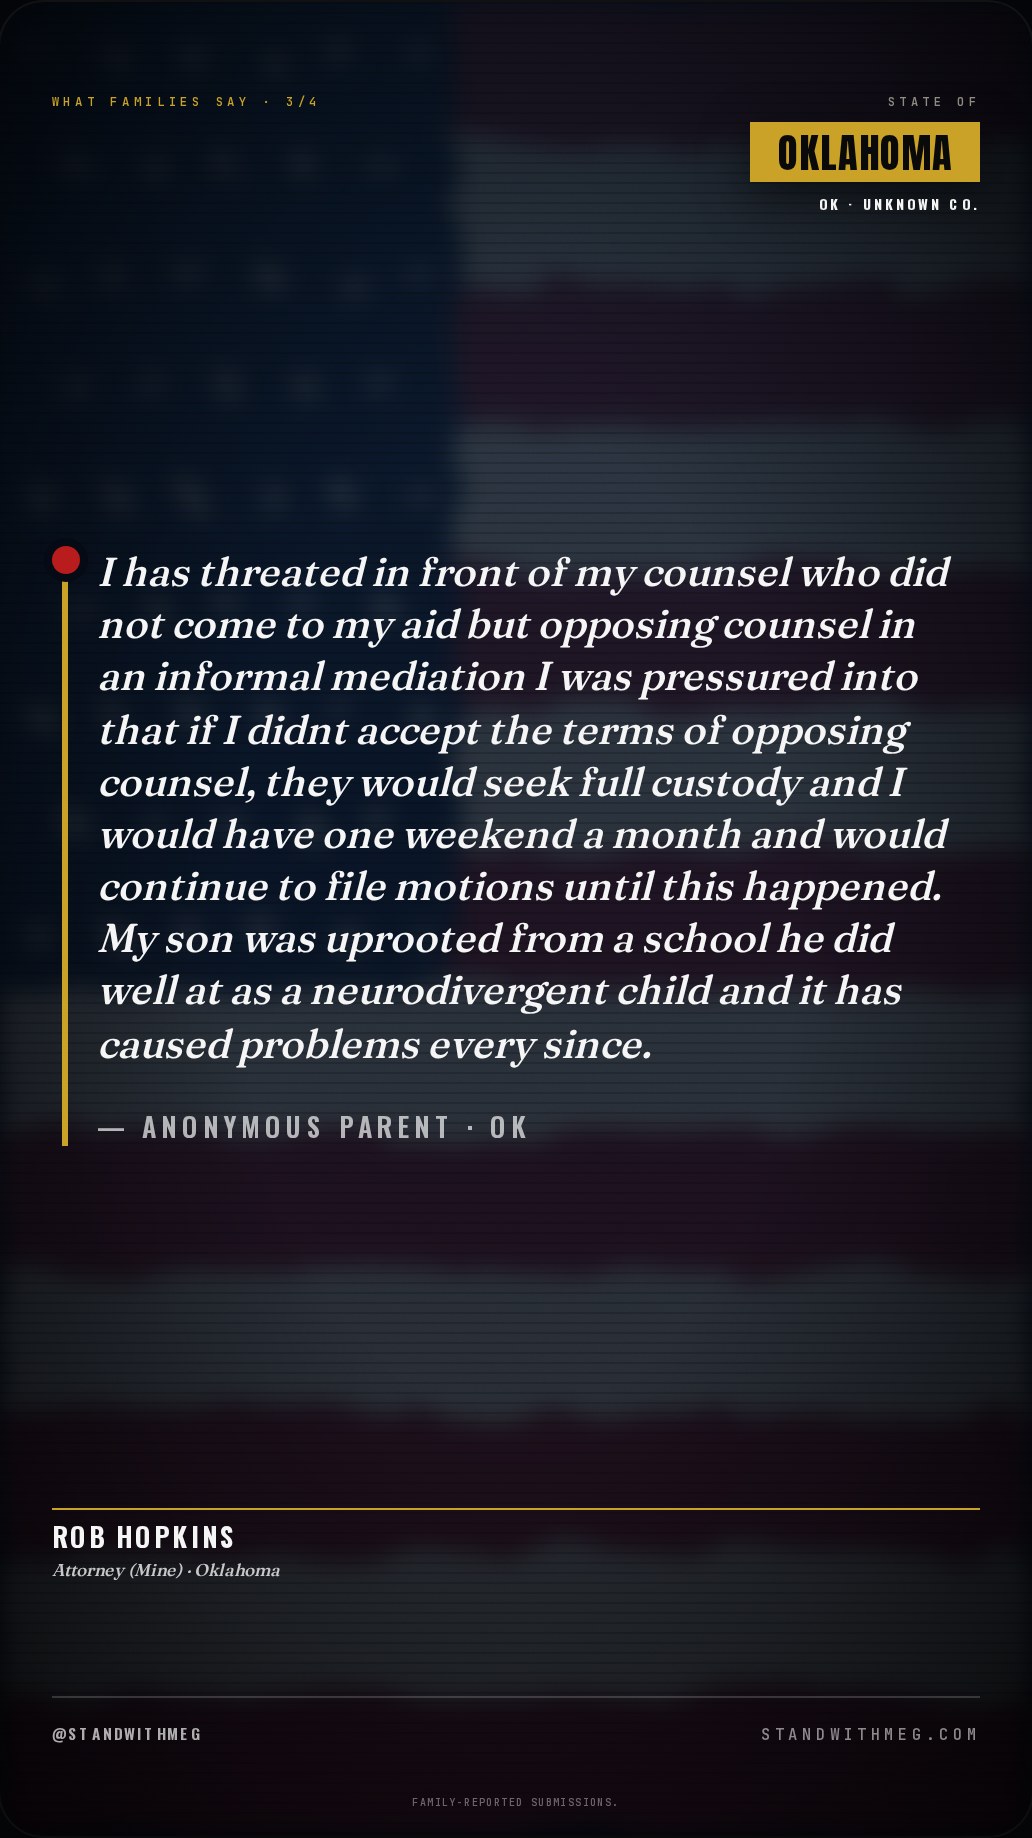 WHAT FAMILIES SAY · 3/4
STATE OF
OKLAHOMA
OK · UNKNOWN CO.
I has threated in front of my counsel who did
not come to my aid but opposing counsel in
an informal mediation I was pressured into
that if I didnt accept the terms of opposing
counsel, they would seek full custody and I
would have one weekend a month and would
continue to file motions until this happened.
My son was uprooted from a school he did
well at as a neurodivergent child and it has
caused problems every since.
— ANONYMOUS PARENT · OK
ROB HOPKINS
Attorney (Mine) · Oklahoma
@STANDWITHMEG
STANDWITHMEG.COM
FAMILY-REPORTED SUBMISSIONS.